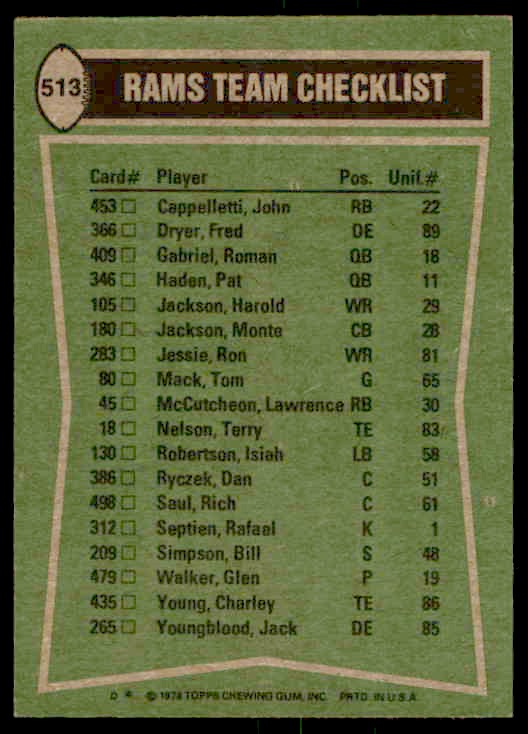 513 RAMS TEAM CHECKLIST
Card# Player Pos. Unif.#
453 Cappelletti, John RB 22
366 Dryer, Fred DE 89
409 Gabriel, Roman QB 18
346 Haden, Pat QB 11
105 Jackson, Harold WR 29
180 Jackson, Monte CB 28
283 Jessie, Ron WR 81
80 Mack, Tom G 65
45 McCutcheon, Lawrence RB 30
18 Nelson, Terry TE 83
130 Robertson, Isiah LB 58
386 Ryczek, Dan C 51
498 Saul, Rich C 61
312 Septien, Rafael K 1
209 Simpson, Bill S 48
479 Walker, Glen P 19
435 Young, Charley TE 86
265 Youngblood, Jack DE 85
D * © 1978 TOPPS CHEWING GUM, INC. PRTD. IN U.S.A.